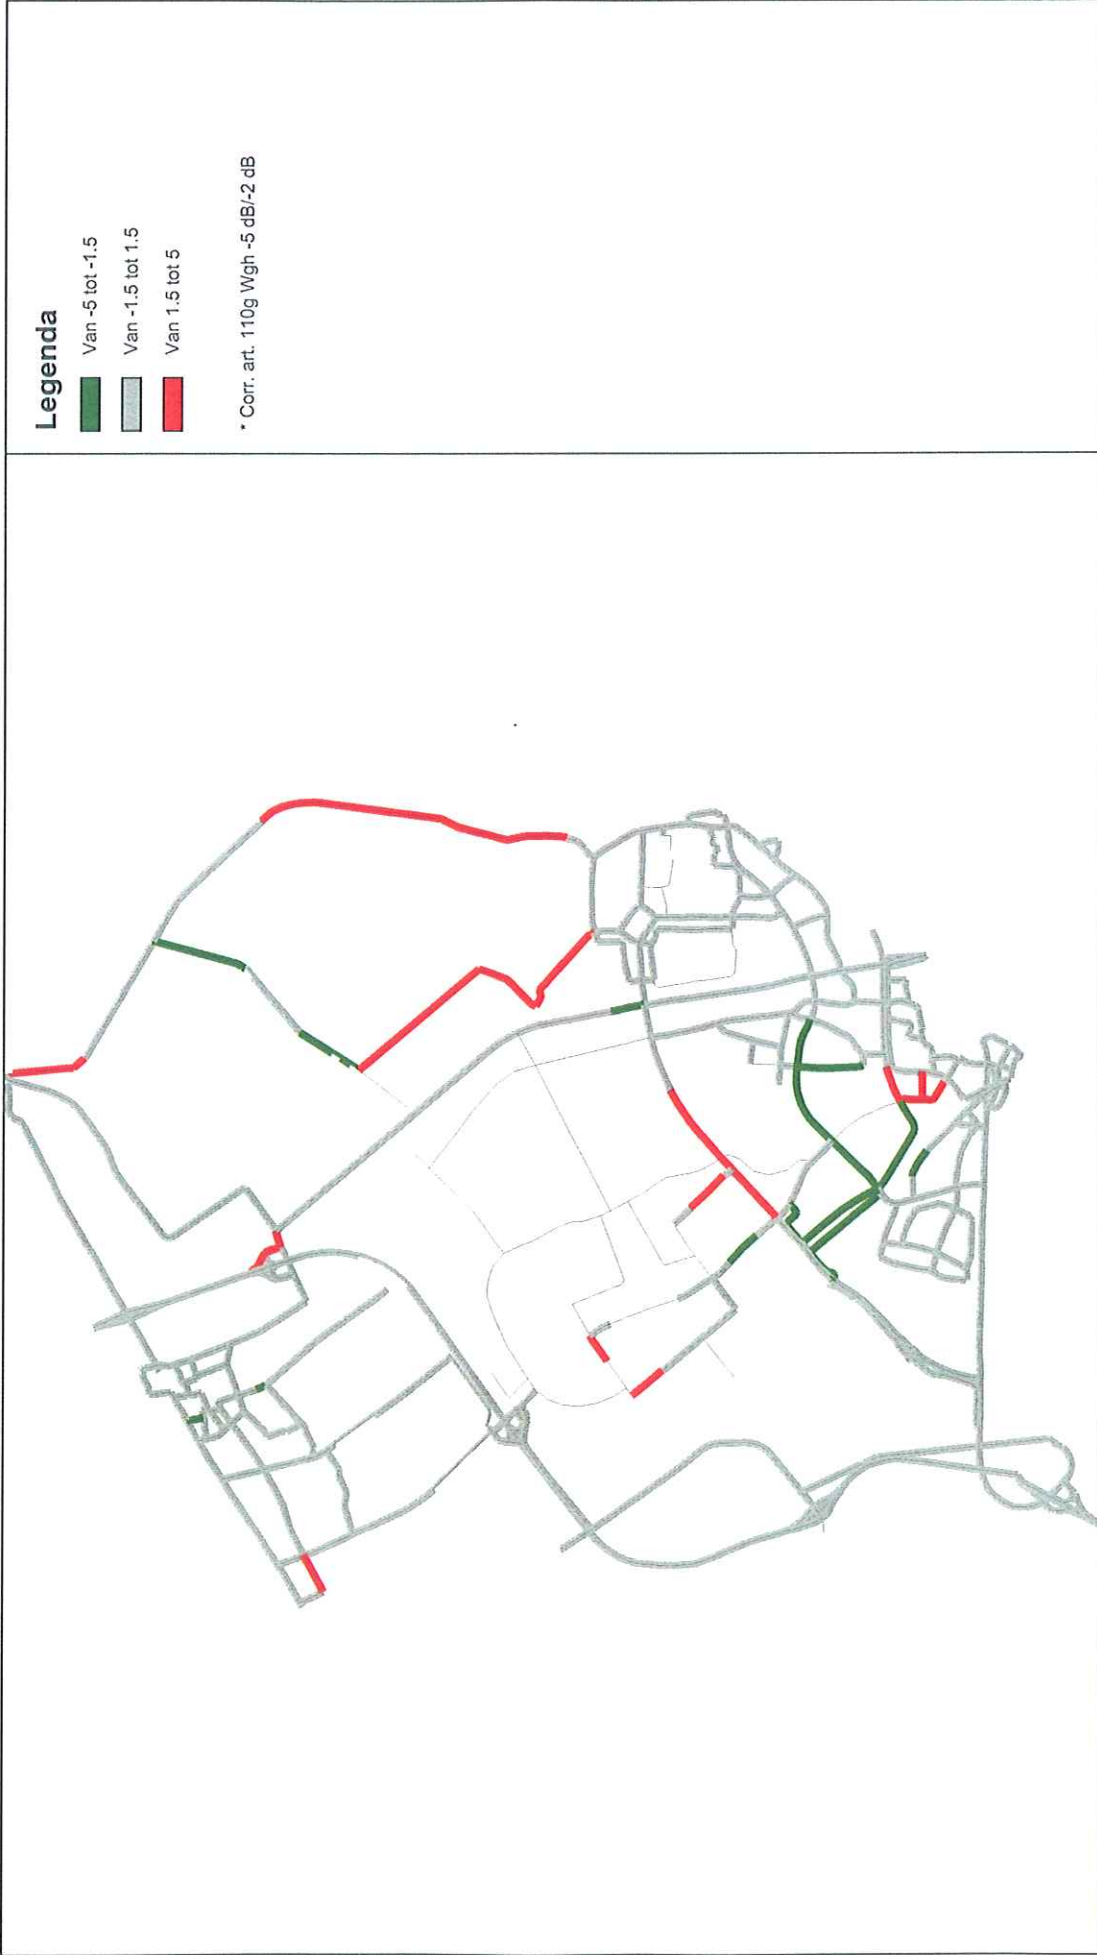 Legenda
Van -5 tot -1.5
Van -1.5 tot 1.5
Van 1.5 tot 5
* Corr. art. 110g Wgh -5 dB/-2 dB